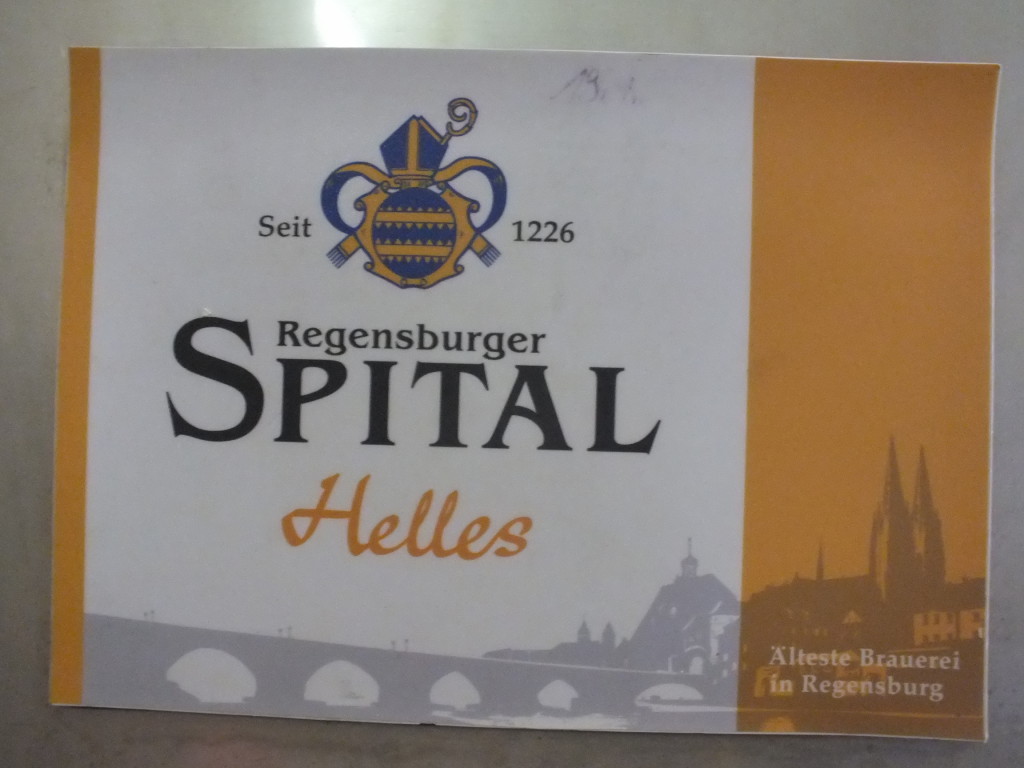 Seit 1226
Regensburger
SPITAL
Helles
Älteste Brauerei
in Regensburg